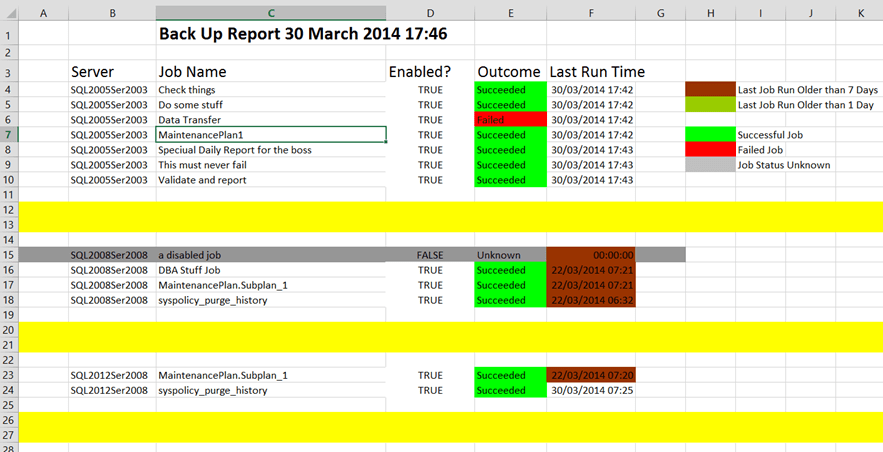 A B C D E F G H I J K
1 Back Up Report 30 March 2014 17:46
2
3 Server Job Name Enabled? Outcome Last Run Time
4 SQL2005Ser2003 Check things TRUE Succeeded 30/03/2014 17:42 Last Job Run Older than 7 Days
5 SQL2005Ser2003 Do some stuff TRUE Succeeded 30/03/2014 17:42 Last Job Run Older than 1 Day
6 SQL2005Ser2003 Data Transfer TRUE Failed 30/03/2014 17:42
7 SQL2005Ser2003 MaintenancePlan1 TRUE Succeeded 30/03/2014 17:42 Successful Job
8 SQL2005Ser2003 Speciual Daily Report for the boss TRUE Succeeded 30/03/2014 17:43 Failed Job
9 SQL2005Ser2003 This must never fail TRUE Succeeded 30/03/2014 17:43 Job Status Unknown
10 SQL2005Ser2003 Validate and report TRUE Succeeded 30/03/2014 17:43
11
12
13
14
15 SQL2008Ser2008 a disabled job FALSE Unknown 00:00:00
16 SQL2008Ser2008 DBA Stuff Job TRUE Succeeded 22/03/2014 07:21
17 SQL2008Ser2008 MaintenancePlan.Subplan_1 TRUE Succeeded 22/03/2014 07:21
18 SQL2008Ser2008 syspolicy_purge_history TRUE Succeeded 22/03/2014 06:32
19
20
21
22
23 SQL2012Ser2008 MaintenancePlan.Subplan_1 TRUE Succeeded 22/03/2014 07:20
24 SQL2012Ser2008 syspolicy_purge_history TRUE Succeeded 30/03/2014 07:25
25
26
27
28